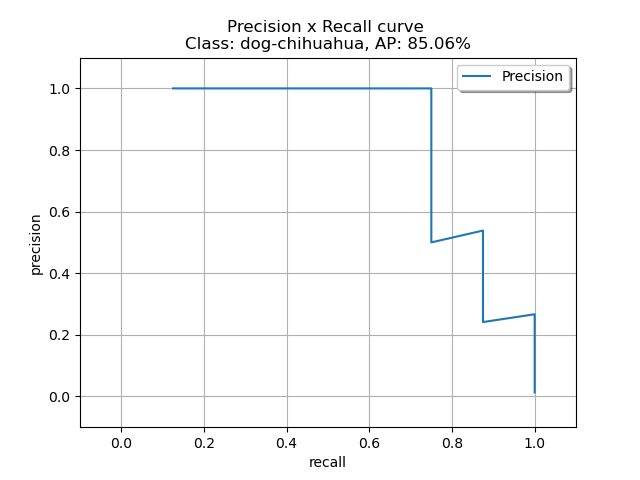 Precision x Recall curve
Class: dog-chihuahua, AP: 85.06%
Precision
1.0
0.8
0.6
0.4
0.2
0.0
precision
0.0 0.2 0.4 0.6 0.8 1.0
recall